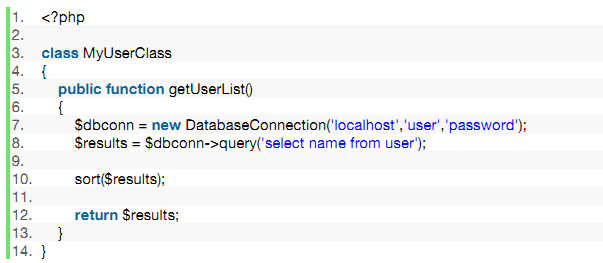 1. <?php
2.
3. class MyUserClass
4. {
5. public function getUserList()
6. {
7. $dbconn = new DatabaseConnection('localhost','user','password');
8. $results = $dbconn->query('select name from user');
9.
10. sort($results);
11.
12. return $results;
13. }
14. }